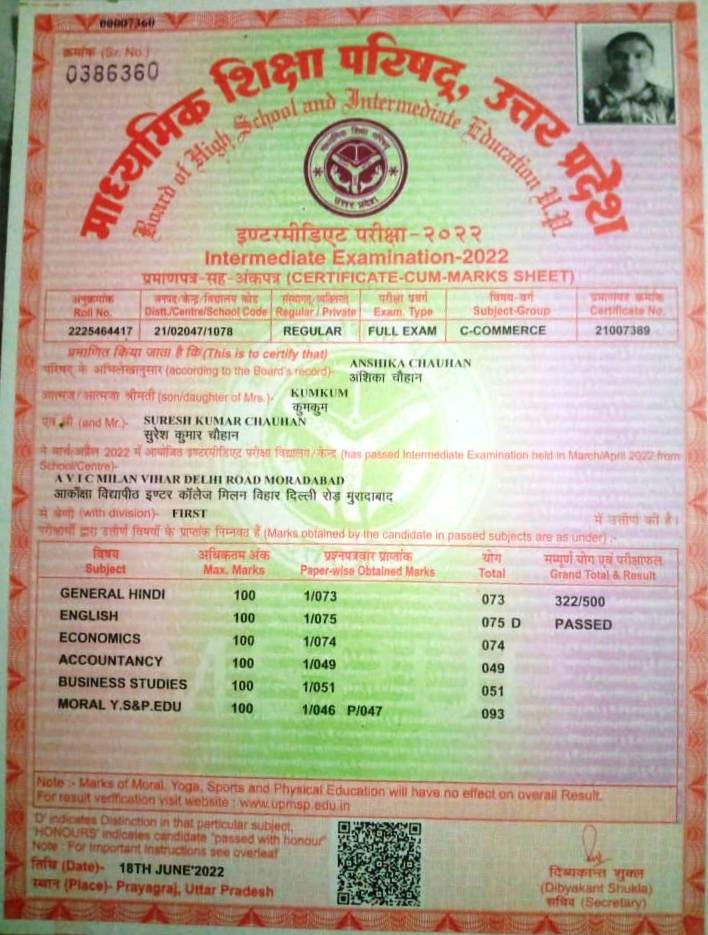 00007360
क्रमांक (Sr. No.)
0386360
माध्यमिक शिक्षा परिषद्, उत्तर प्रदेश
Board of High School and Intermediate Education U.P.
माध्यमिक शिक्षा परिषद्
उत्तर प्रदेश
इण्टरमीडिएट परीक्षा-२०२२
Intermediate Examination-2022
प्रमाणपत्र-सह-अंकपत्र (CERTIFICATE-CUM-MARKS SHEET)
अनुक्रमांक जनपद/केन्द्र/विद्यालय कोड संस्थागत/व्यक्तिगत परीक्षा प्रवर्ग विषय-वर्ग प्रमाणपत्र क्रमांक
Roll No. Distt./Centre/School Code Regular / Private Exam. Type Subject-Group Certificate No.
2225464417 21/02047/1078 REGULAR FULL EXAM C-COMMERCE 21007389
प्रमाणित किया जाता है कि (This is to certify that)
परिषद के अभिलेखानुसार (according to the Board's record)- ANSHIKA CHAUHAN
अंशिका चौहान
आत्मज/आत्मजा श्रीमती (son/daughter of Mrs.)- KUMKUM
कुमकुम
एवं श्री (and Mr.)- SURESH KUMAR CHAUHAN
सुरेश कुमार चौहान
ने मार्च/अप्रैल 2022 में आयोजित इण्टरमीडिएट परीक्षा विद्यालय/केन्द्र (has passed Intermediate Examination held in March/April 2022 from
School/Centre)-
A V I C MILAN VIHAR DELHI ROAD MORADABAD
आकाँक्षा विद्यापीठ इण्टर कॉलेज मिलन विहार दिल्ली रोड़ मुरादाबाद
में श्रेणी (with division)- FIRST में उत्तीर्ण की है।
परीक्षार्थी द्वारा उत्तीर्ण विषयों के प्राप्तांक निम्नवत हैं (Marks obtained by the candidate in passed subjects are as under) :-
विषय अधिकतम अंक प्रश्नपत्रवार प्राप्तांक योग सम्पूर्ण योग एवं परीक्षाफल
Subject Max. Marks Paper-wise Obtained Marks Total Grand Total & Result
GENERAL HINDI 100 1/073 073 322/500
ENGLISH 100 1/075 075 D PASSED
ECONOMICS 100 1/074 074
ACCOUNTANCY 100 1/049 049
BUSINESS STUDIES 100 1/051 051
MORAL Y.S&P.EDU 100 1/046 P/047 093
Note :- Marks of Moral, Yoga, Sports and Physical Education will have no effect on overall Result.
For result verification visit website : www.upmsp.edu.in
'D' indicates Distinction in that particular subject,
'HONOURS' indicates candidate "passed with honour"
Note : For Important Instructions see overleaf
तिथि (Date)- 18TH JUNE'2022
स्थान (Place)- Prayagraj, Uttar Pradesh
दिव्यकान्त शुक्ल
(Dibyakant Shukla)
सचिव (Secretary)